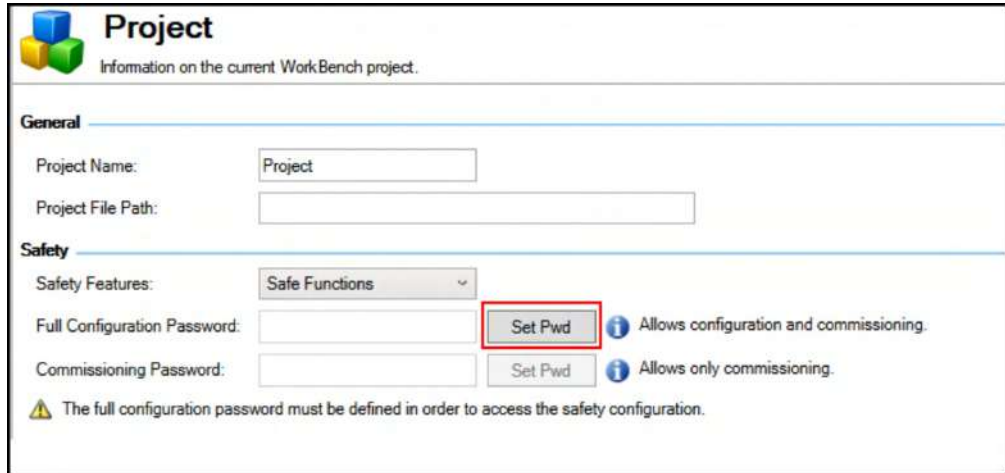 Project
Information on the current WorkBench project.
General
Project Name: Project
Project File Path:
Safety
Safety Features: Safe Functions
Full Configuration Password: Set Pwd Allows configuration and commissioning.
Commissioning Password: Set Pwd Allows only commissioning.
The full configuration password must be defined in order to access the safety configuration.